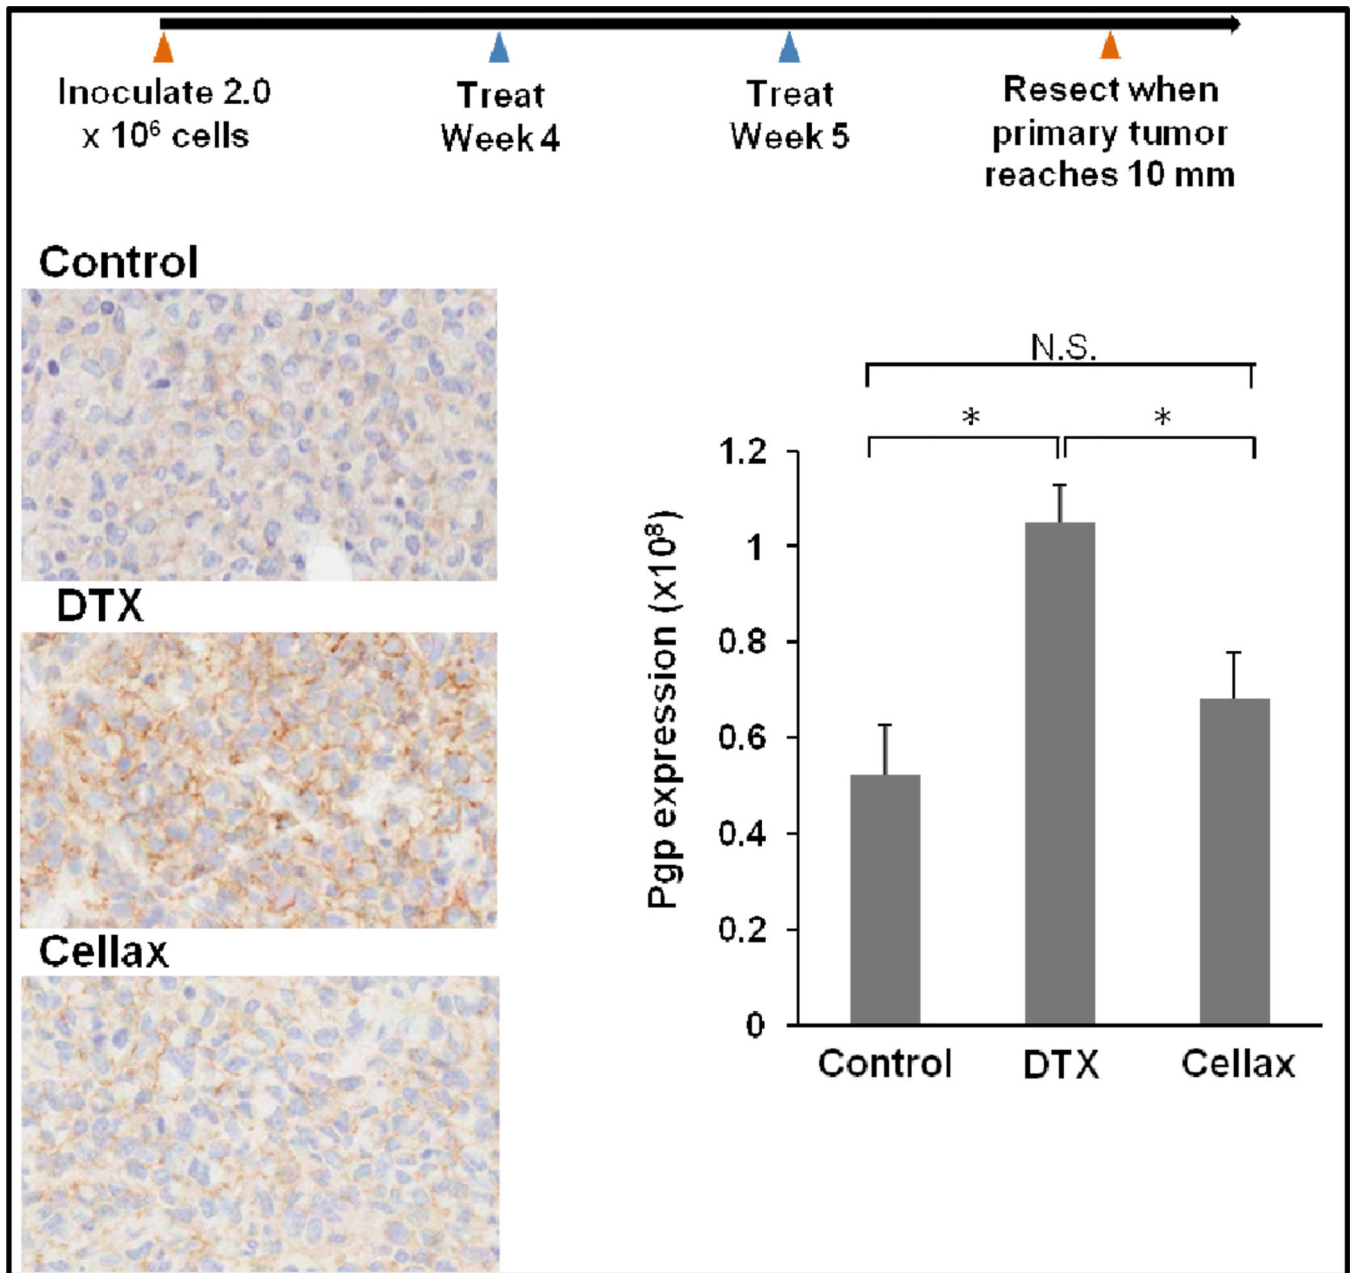 Inoculate 2.0
x 10⁶ cells
Treat
Week 4
Treat
Week 5
Resect when
primary tumor
reaches 10 mm
Control
DTX
Cellax
N.S.
* *
Pgp expression (x10⁸)
1.2
1
0.8
0.6
0.4
0.2
0
Control DTX Cellax